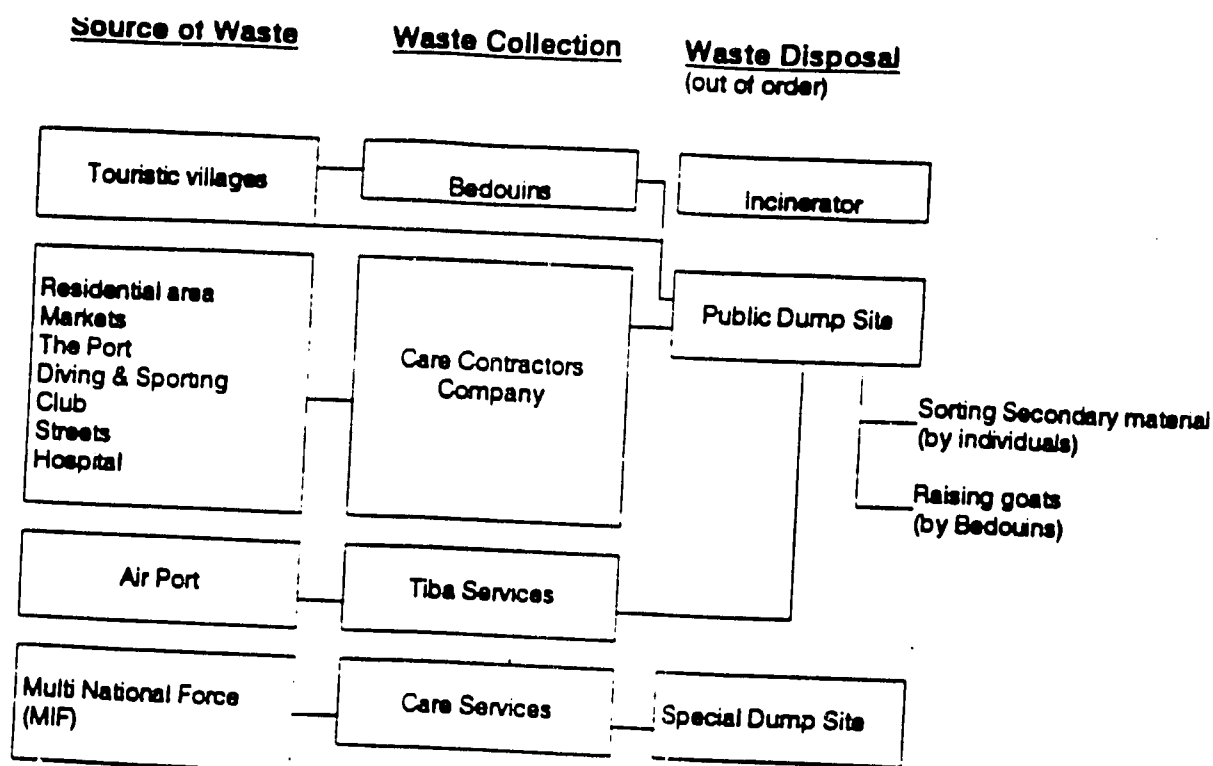 Source of Waste
Waste Collection
Waste Disposal
(out of order)
Touristic villages
Bedouins
Incinerator
Residential area
Markets
The Port
Diving & Sporting
Club
Streets
Hospital
Care Contractors
Company
Public Dump Site
Sorting Secondary material
(by individuals)
Raising goats
(by Bedouins)
Air Port
Tiba Services
Multi National Force
(MIF)
Care Services
Special Dump Site